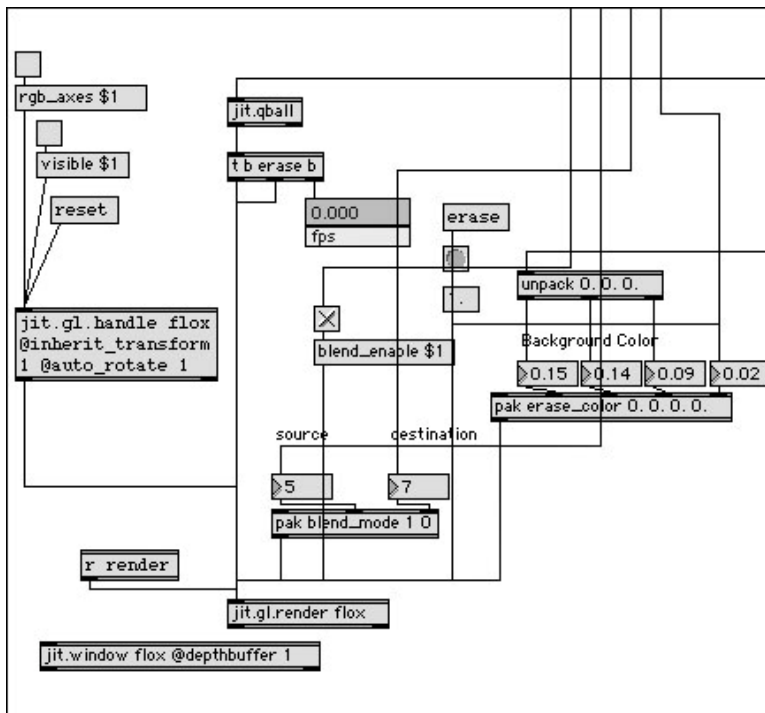 rgb_axes $1
jit.qball
visible $1
t b erase b
reset
0.000
fps
erase
unpack 0. 0. 0.
jit.gl.handle flox
@inherit_transform
1 @auto_rotate 1
blend_enable $1
Background Color
0.15
0.14
0.09
0.02
pak erase_color 0. 0. 0. 0.
source
destination
5
7
pak blend_mode 1 0
r render
jit.gl.render flox
jit.window flox @depthbuffer 1